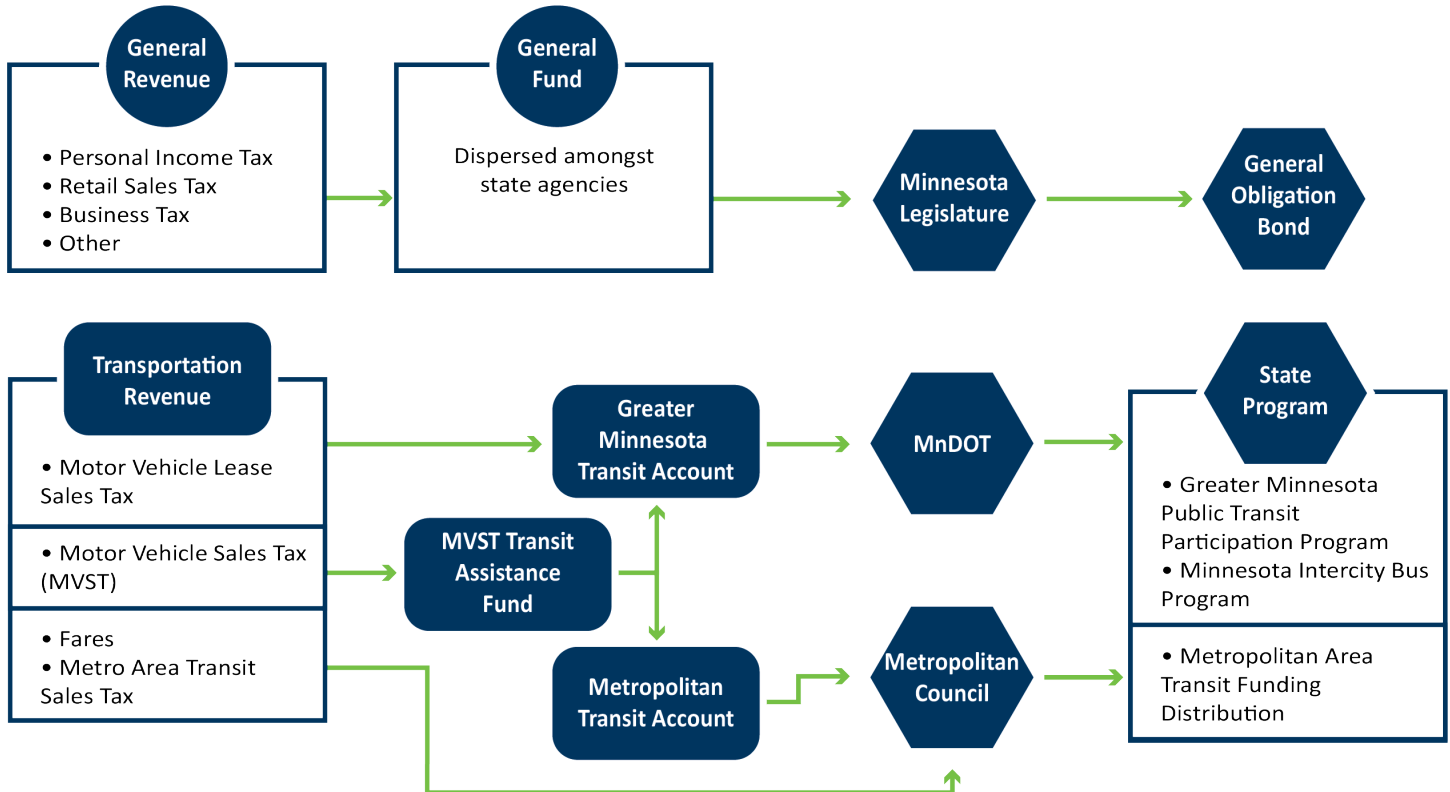 General
Revenue
• Personal Income Tax
• Retail Sales Tax
• Business Tax
• Other
General
Fund
Dispersed amongst
state agencies
Minnesota
Legislature
General
Obligation
Bond
Transportation
Revenue
• Motor Vehicle Lease
Sales Tax
• Motor Vehicle Sales Tax
(MVST)
• Fares
• Metro Area Transit
Sales Tax
MVST Transit
Assistance
Fund
Greater
Minnesota
Transit Account
Metropolitan
Transit Account
MnDOT
Metropolitan
Council
State
Program
• Greater Minnesota
Public Transit
Participation Program
• Minnesota Intercity Bus
Program
• Metropolitan Area
Transit Funding
Distribution